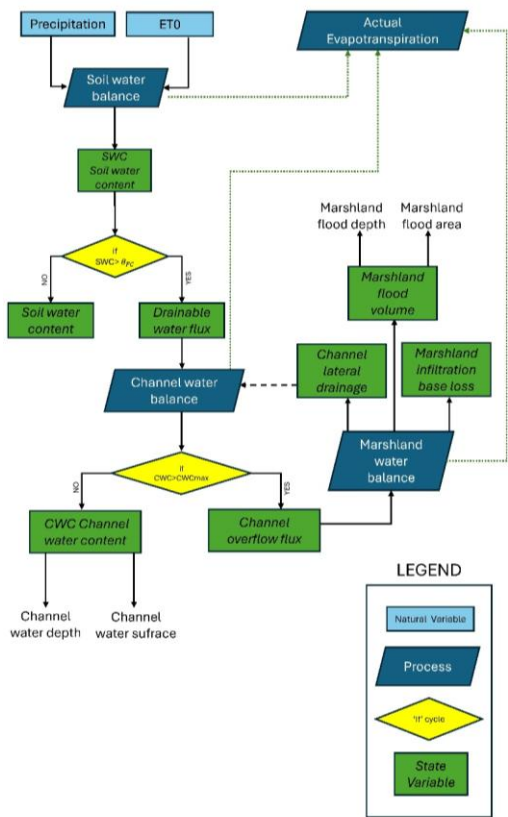 Precipitation
ET0
Actual
Evapotranspiration
Soil water
balance
SWC
Soil water
content
Marshland
flood depth
Marshland
flood area
if
SWC> θFC
NO
YES
Marshland
flood
volume
Soil water
content
Drainable
water flux
Channel
lateral
drainage
Marshland
infiltration
base loss
Channel water
balance
Marshland
water
balance
if
CWC>CWCmax
NO
YES
CWC Channel
water content
Channel
overflow flux
Channel
water depth
Channel
water sufrace
LEGEND
Natural Variable
Process
"if" cycle
State
Variable